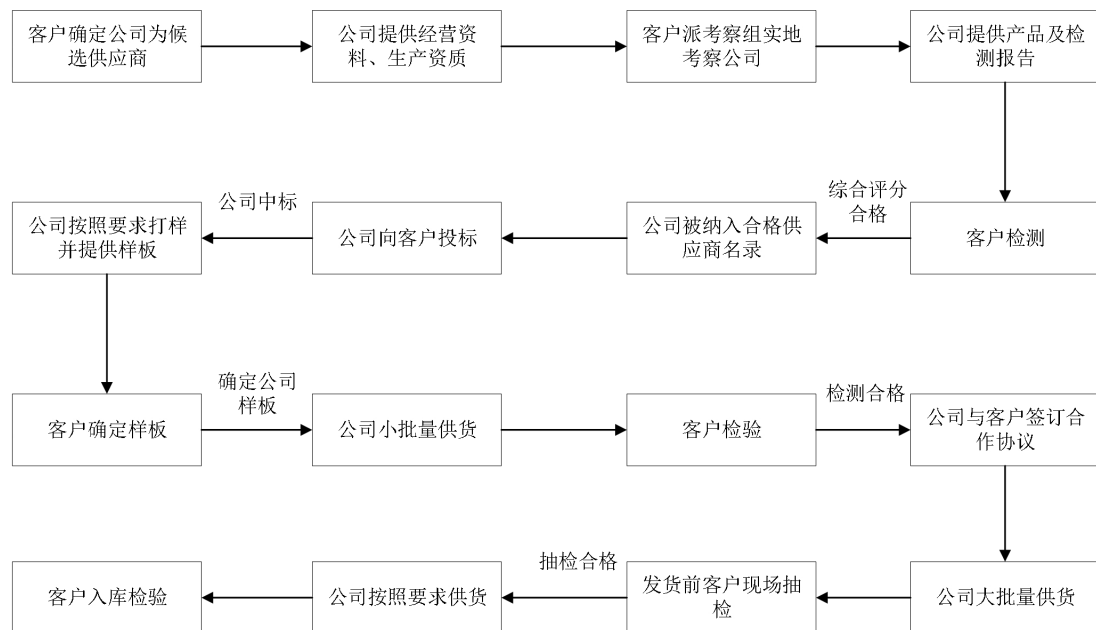 客户确定公司为候
选供应商
公司提供经营资
料、生产资质
客户派考察组实地
考察公司
公司提供产品及检
测报告
客户检测
综合评分
合格
公司被纳入合格供
应商名录
公司向客户投标
公司中标
公司按照要求打样
并提供样板
客户确定样板
确定公司
样板
公司小批量供货
客户检验
检测合格
公司与客户签订合
作协议
公司大批量供货
发货前客户现场抽
检
抽检合格
公司按照要求供货
客户入库检验